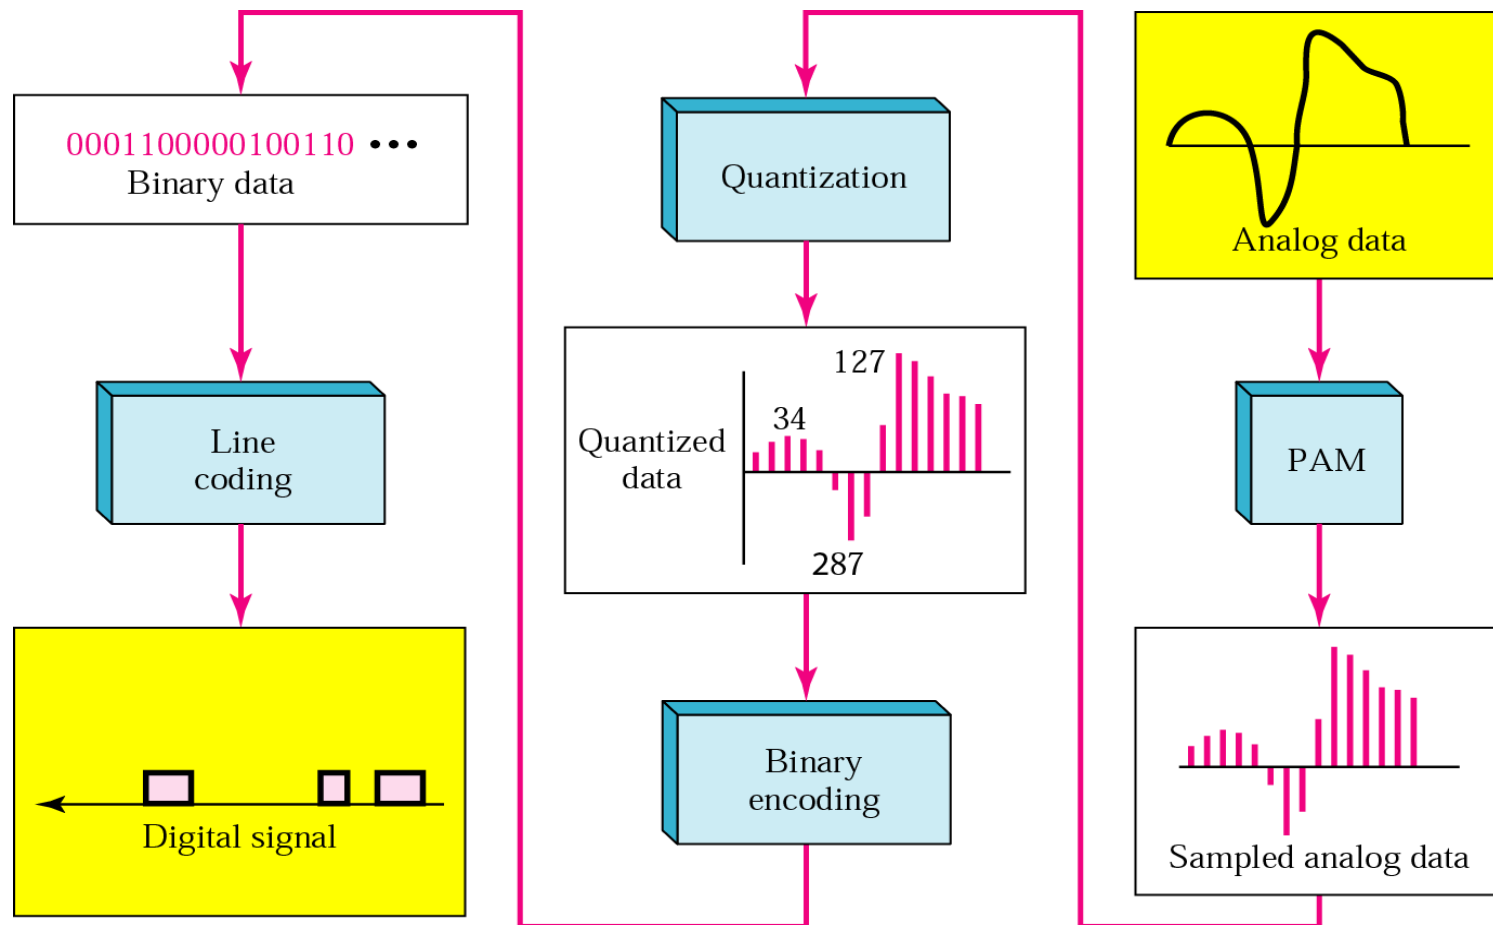 0001100000100110 •••
Binary data
Line
coding
Digital signal
Quantization
127
34
Quantized
data
287
Binary
encoding
Analog data
PAM
Sampled analog data